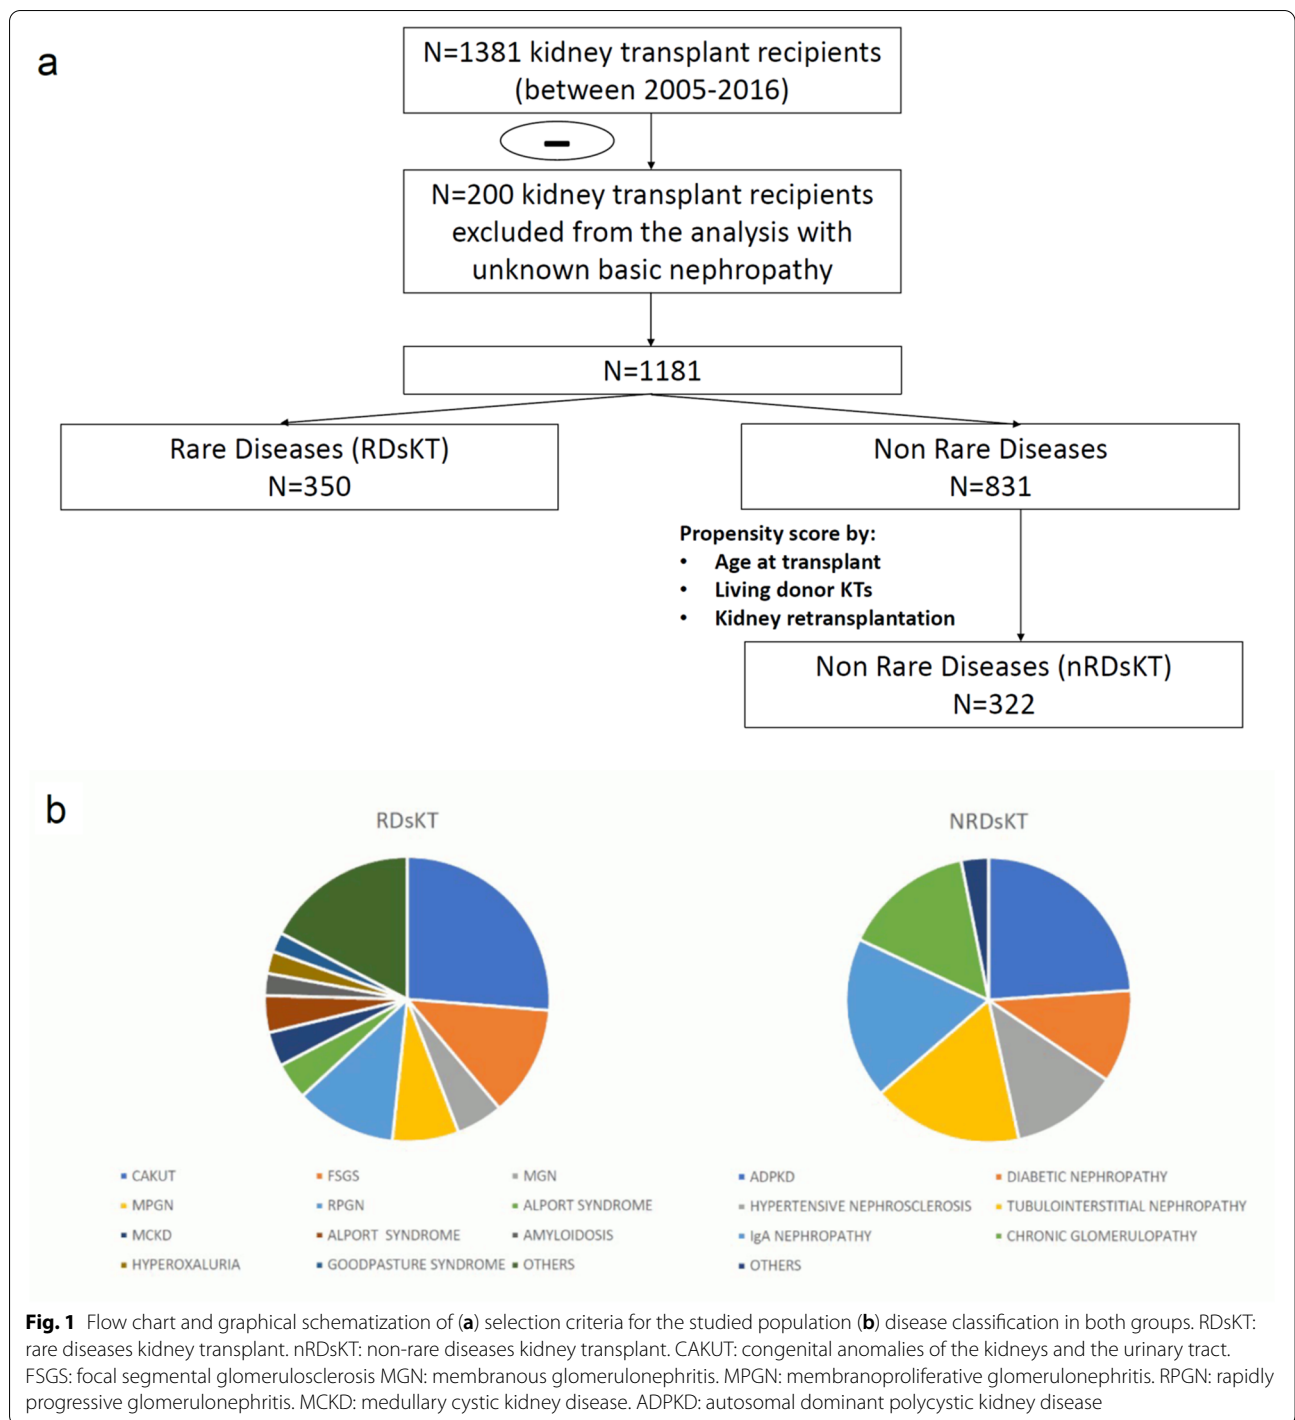 a
N=1381 kidney transplant recipients
(between 2005-2016)
–
N=200 kidney transplant recipients
excluded from the analysis with
unknown basic nephropathy
N=1181
Rare Diseases (RDsKT)
N=350
Non Rare Diseases
N=831
Propensity score by:
• Age at transplant
• Living donor KTs
• Kidney retransplantation
Non Rare Diseases (nRDsKT)
N=322
b
RDsKT
CAKUT FSGS MGN
MPGN RPGN ALPORT SYNDROME
MCKD ALPORT SYNDROME AMYLOIDOSIS
HYPEROXALURIA GOODPASTURE SYNDROME OTHERS
NRDsKT
ADPKD DIABETIC NEPHROPATHY
HYPERTENSIVE NEPHROSCLEROSIS TUBULOINTERSTITIAL NEPHROPATHY
IgA NEPHROPATHY CHRONIC GLOMERULOPATHY
OTHERS
Fig. 1 Flow chart and graphical schematization of (a) selection criteria for the studied population (b) disease classification in both groups. RDsKT:
rare diseases kidney transplant. nRDsKT: non-rare diseases kidney transplant. CAKUT: congenital anomalies of the kidneys and the urinary tract.
FSGS: focal segmental glomerulosclerosis MGN: membranous glomerulonephritis. MPGN: membranoproliferative glomerulonephritis. RPGN: rapidly
progressive glomerulonephritis. MCKD: medullary cystic kidney disease. ADPKD: autosomal dominant polycystic kidney disease